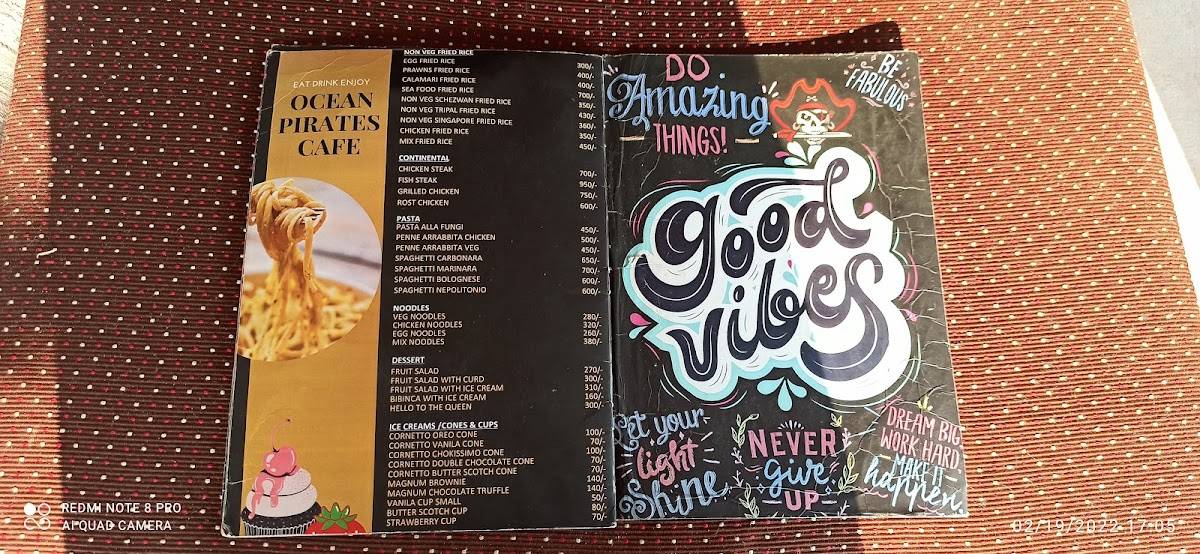 EAT DRINK ENJOY
OCEAN
PIRATES
CAFE
NON VEG FRIED RICE
EGG FRIED RICE 300/-
PRAWNS FRIED RICE 400/-
CALAMARI FRIED RICE 400/-
SEA FOOD FRIED RICE 700/-
NON VEG SCHEZWAN FRIED RICE 350/-
NON VEG TRIPAL FRIED RICE 430/-
NON VEG SINGAPORE FRIED RICE 360/-
CHICKEN FRIED RICE 350/-
MIX FRIED RICE 450/-
CONTINENTAL
CHICKEN STEAK 700/-
FISH STEAK 950/-
GRILLED CHICKEN 750/-
ROST CHICKEN 600/-
PASTA
PASTA ALLA FUNGI 450/-
PENNE ARRABBITA CHICKEN 500/-
PENNE ARRABBITA VEG 450/-
SPAGHETTI CARBONARA 650/-
SPAGHETTI MARINARA 700/-
SPAGHETTI BOLOGNESE 600/-
SPAGHETTI NEPOLITONIO 600/-
NOODLES
VEG NOODLES 280/-
CHICKEN NOODLES 320/-
EGG NOODLES 260/-
MIX NOODLES 380/-
DESSERT
FRUIT SALAD 270/-
FRUIT SALAD WITH CURD 300/-
FRUIT SALAD WITH ICE CREAM 310/-
BIBINCA WITH ICE CREAM 160/-
HELLO TO THE QUEEN 300/-
ICE CREAMS /CONES & CUPS
CORNETTO OREO CONE 100/-
CORNETTO VANILA CONE 70/-
CORNETTO CHOKISSIMO CONE 100/-
CORNETTO DOUBLE CHOCOLATE CONE 70/-
CORNETTO BUTTER SCOTCH CONE 70/-
MAGNUM BROWNIE 140/-
MAGNUM CHOCOLATE TRUFFLE 140/-
VANILA CUP SMALL 50/-
BUTTER SCOTCH CUP 80/-
STRAWBERRY CUP 70/-
DO
Amazing
THINGS!
BE
FABULOUS
good
vibes
Let your
light
Shine
NEVER
give
UP
DREAM BIG
WORK HARD
MAKE IT
happen.
REDMI NOTE 8 PRO
AI QUAD CAMERA
02/19/2022 17:05